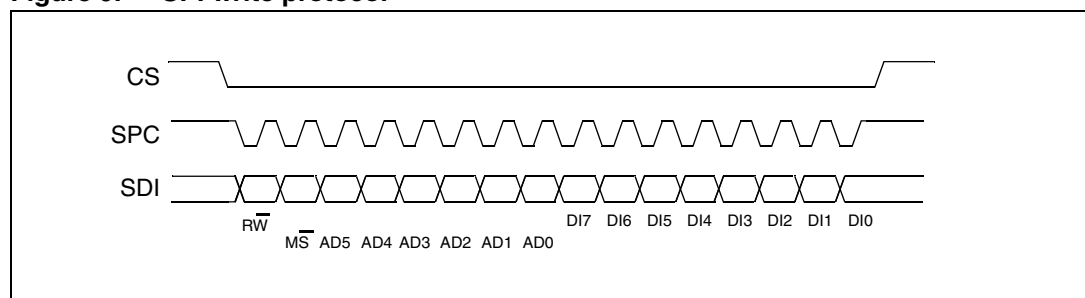 CS
SPC
SDI
RW̅
DI7 DI6 DI5 DI4 DI3 DI2 DI1 DI0
MS̅ AD5 AD4 AD3 AD2 AD1 AD0